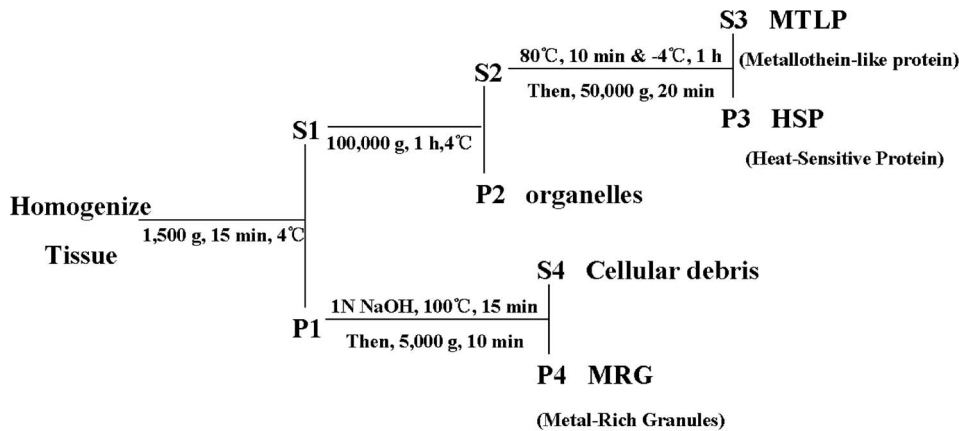 S3 MTLP
80℃, 10 min & -4℃, 1 h
(Metallothein-like protein)
S2
Then, 50,000 g, 20 min
S1
P3 HSP
100,000 g, 1 h,4℃
(Heat-Sensitive Protein)
P2 organelles
Homogenize
1,500 g, 15 min, 4℃
Tissue
S4 Cellular debris
1N NaOH, 100℃, 15 min
P1
Then, 5,000 g, 10 min
P4 MRG
(Metal-Rich Granules)